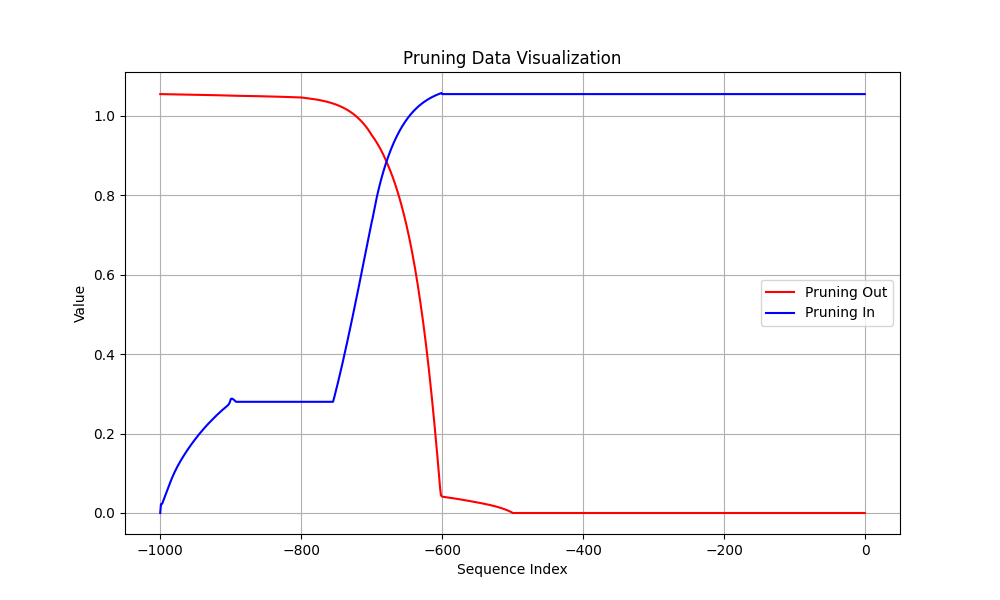 Pruning Data Visualization
Value
1.0
0.8
0.6
0.4
0.2
0.0
Pruning Out
Pruning In
−1000 −800 −600 −400 −200 0
Sequence Index